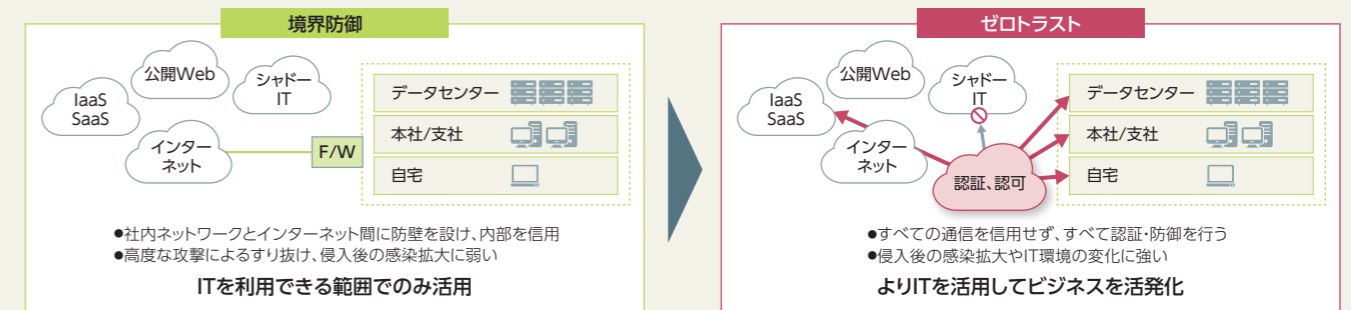 境界防御
公開Web
シャドー
IT
IaaS
SaaS
インター
ネット
F/W
データセンター
本社/支社
自宅
●社内ネットワークとインターネット間に防壁を設け、内部を信用
●高度な攻撃によるすり抜け、侵入後の感染拡大に弱い
ITを利用できる範囲でのみ活用
ゼロトラスト
公開Web
シャドー
IT
IaaS
SaaS
インター
ネット
認証、認可
データセンター
本社/支社
自宅
●すべての通信を信用せず、すべて認証・防御を行う
●侵入後の感染拡大やIT環境の変化に強い
よりITを活用してビジネスを活発化